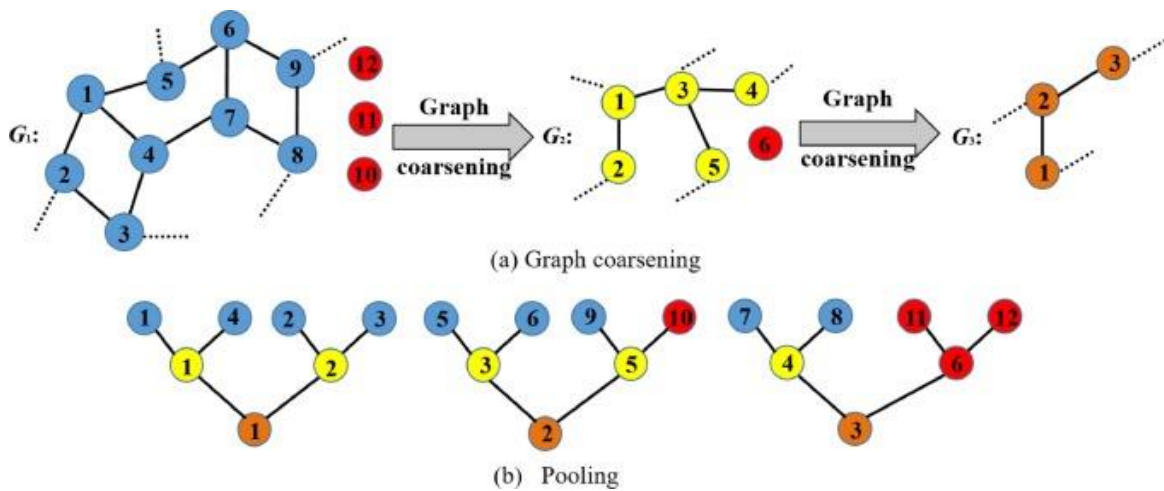 G₁:
1
2
3
4
5
6
7
8
9
12
11
10
Graph
coarsening
G₂:
1
2
3
4
5
6
Graph
coarsening
G₃:
3
2
1
(a) Graph coarsening
1 4 2 3 5 6 9 10 7 8 11 12
1 2 3 5 4 6
1 2 3
(b) Pooling